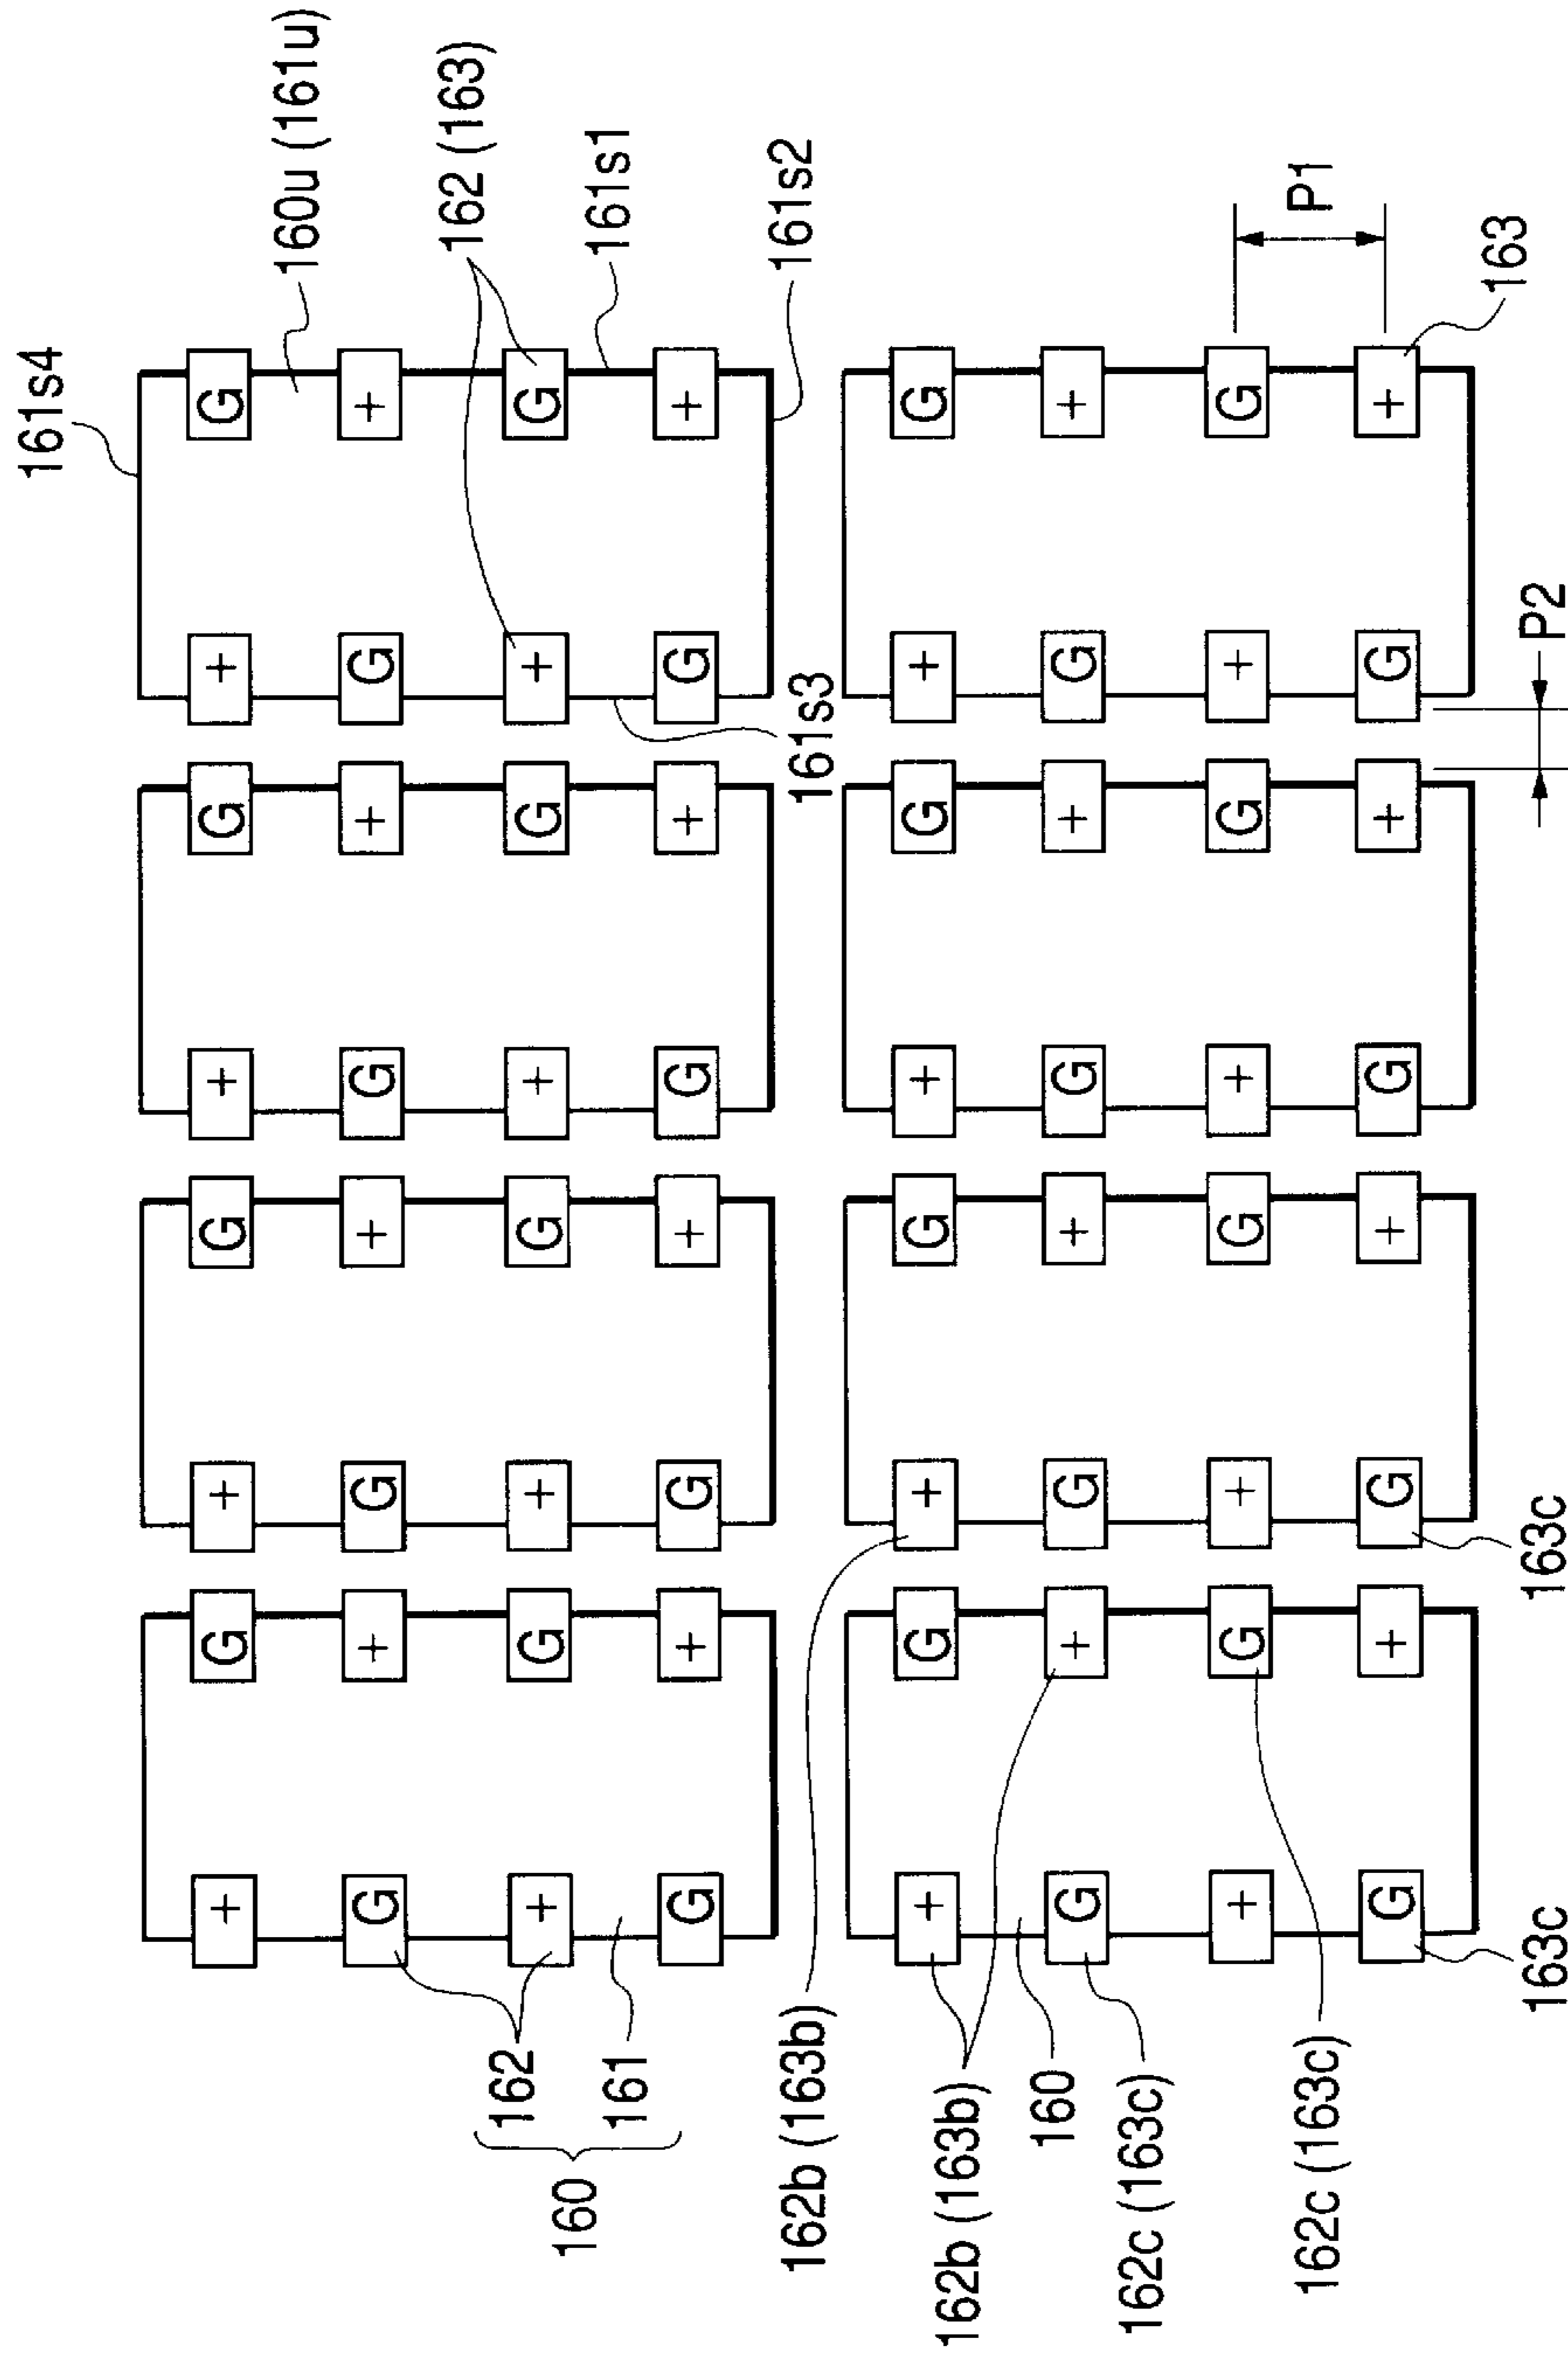 161s4
+ G + G + G + G
160u (161u)
G + G + G + G +
162 (163)
162
+ G + G + G + G
160
161s1
161
G + G + G + G +
161s2
162b (163b)
161s3
+ G + G + G + G
162b (163b)
160
G + G + G + G +
162c (163c)
+ G + G + G + G
P1
162c (163c)
G + G + G + G +
163
163c
163c
P2